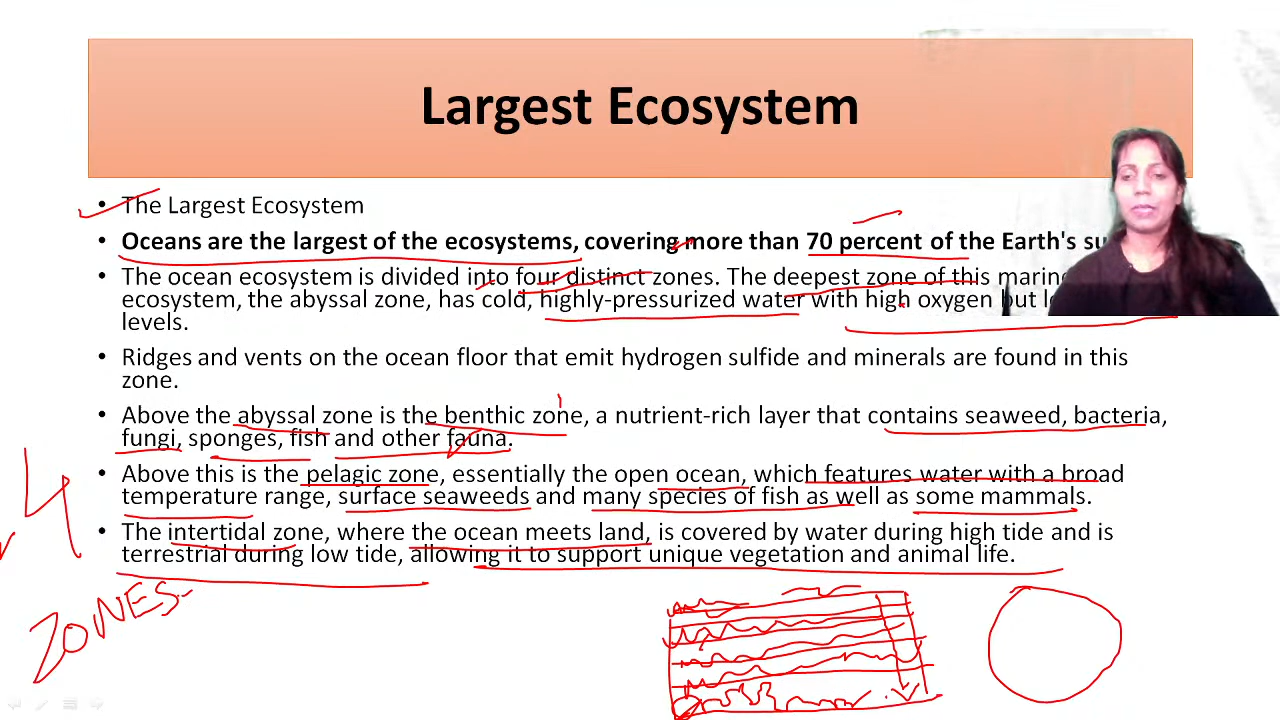 Largest Ecosystem
• The Largest Ecosystem
• Oceans are the largest of the ecosystems, covering more than 70 percent of the Earth's
• The ocean ecosystem is divided into four distinct zones. The deepest zone of this
ecosystem, the abyssal zone, has cold, highly-pressurized water with high oxygen but
levels.
• Ridges and vents on the ocean floor that emit hydrogen sulfide and minerals are found in this
zone.
• Above the abyssal zone is the benthic zone, a nutrient-rich layer that contains seaweed, bacteria,
fungi, sponges, fish and other fauna.
• Above this is the pelagic zone, essentially the open ocean, which features water with a broad
temperature range, surface seaweeds and many species of fish as well as some mammals.
• The intertidal zone, where the ocean meets land, is covered by water during high tide and is
terrestrial during low tide, allowing it to support unique vegetation and animal life.
4
ZONES